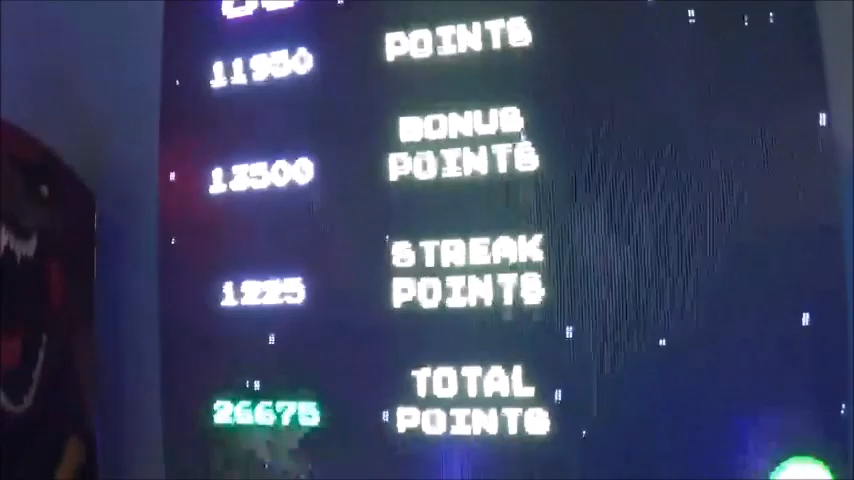 11950 POINTS
BONUS
13500 POINTS
STREAK
1225 POINTS
TOTAL
26675 POINTS